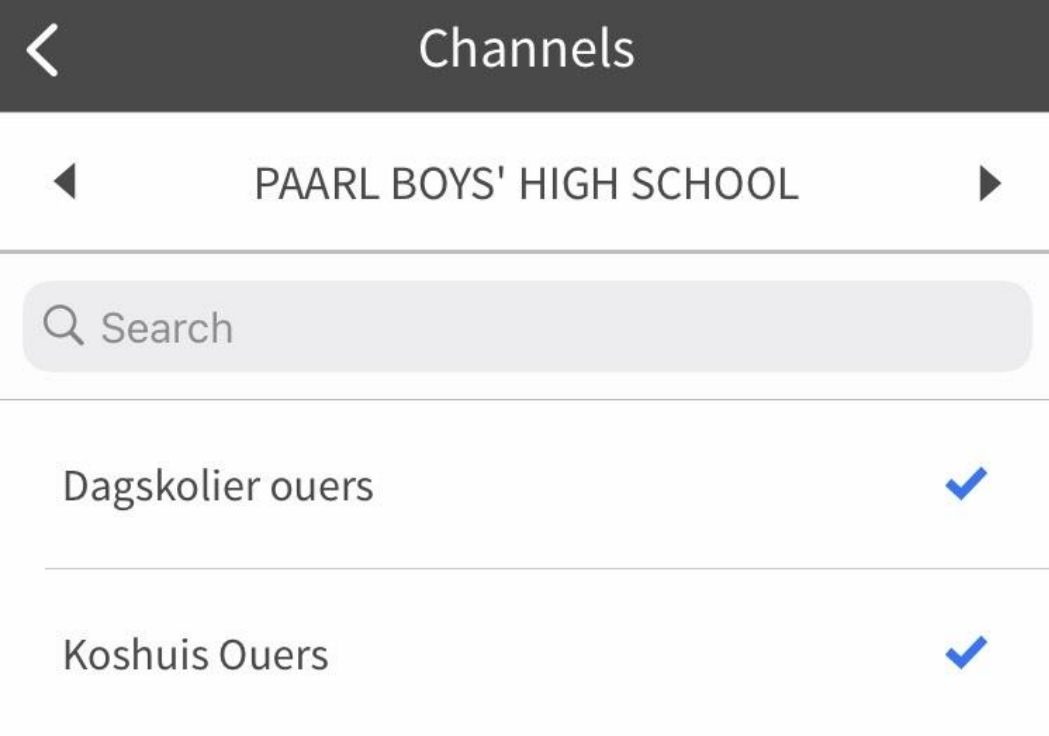 Channels
PAARL BOYS' HIGH SCHOOL
Search
Dagskolier ouers
Koshuis Ouers